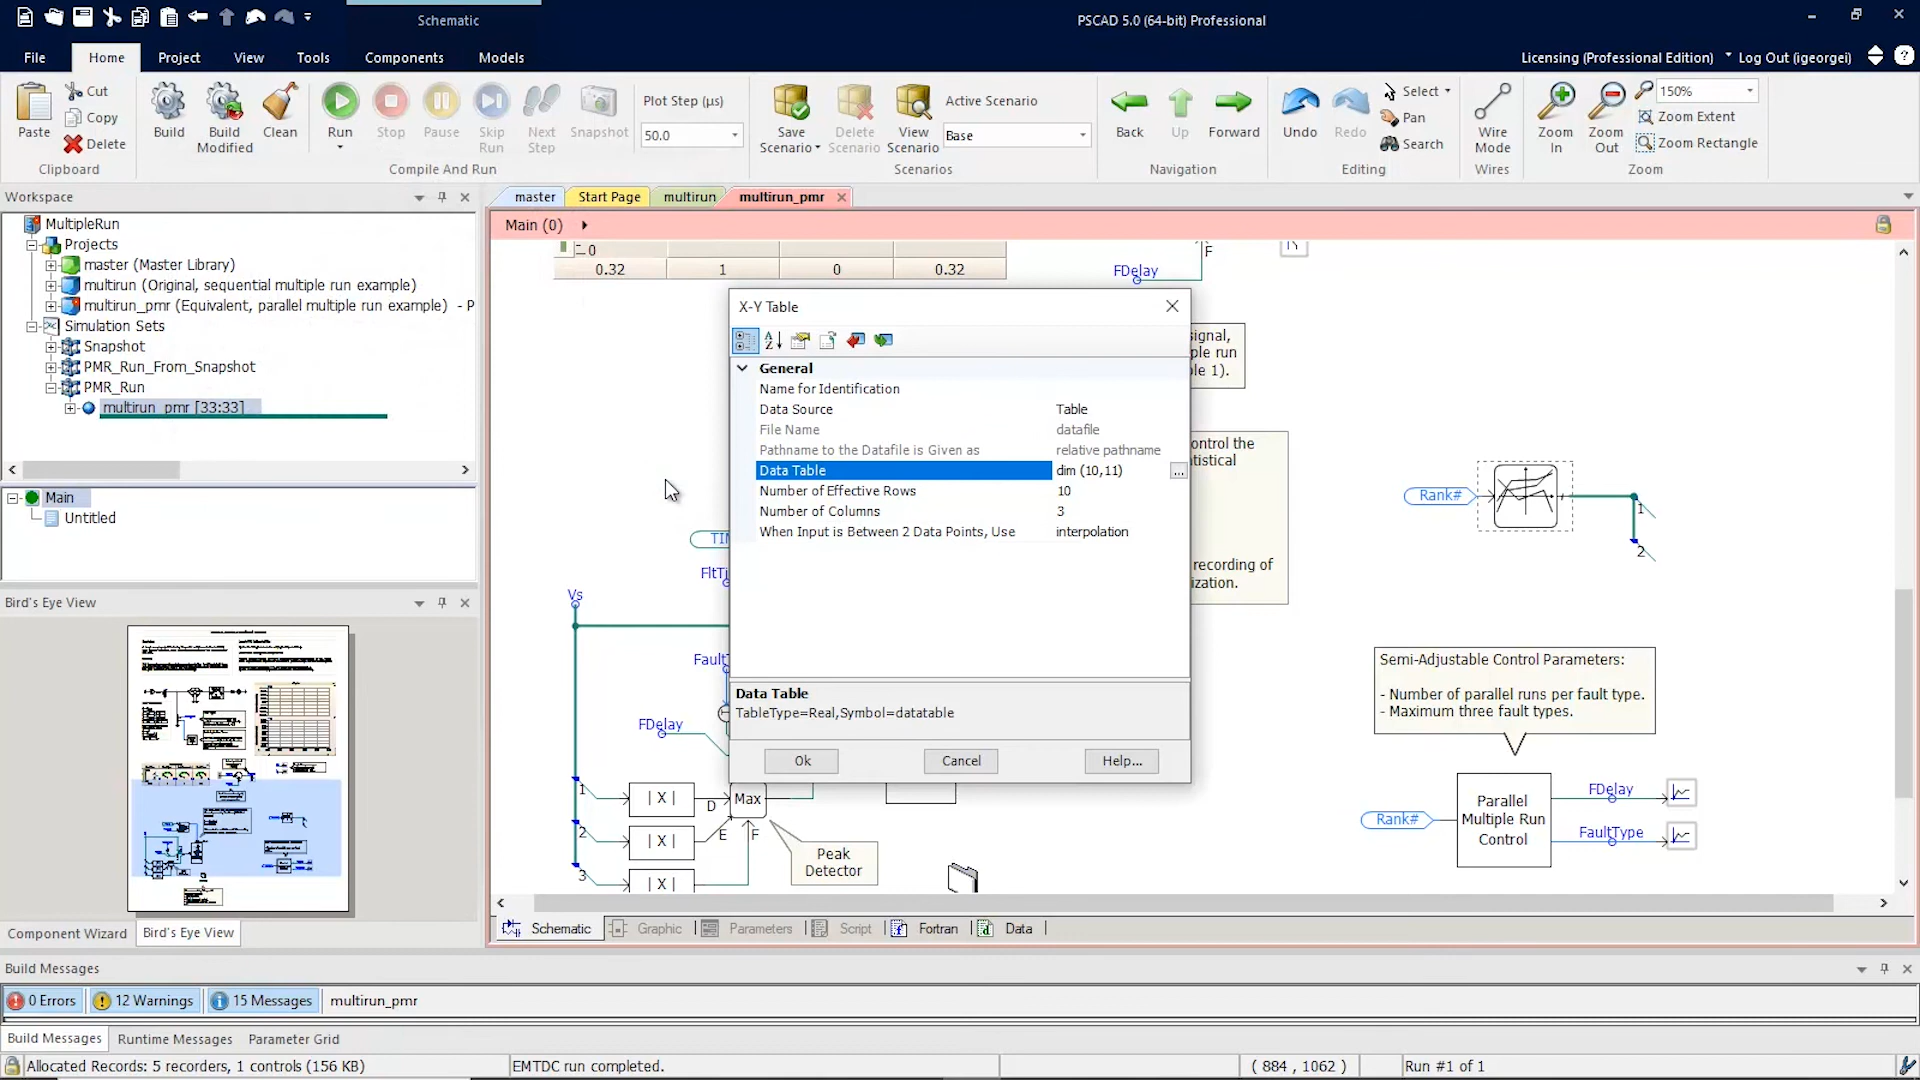 Schematic
PSCAD 5.0 (64-bit) Professional
File
Home
Project
View
Tools
Components
Models
Licensing (Professional Edition)
Log Out (igeorgei)
Paste
Cut
Copy
Delete
Clipboard
Build
Build Modified
Clean
Run
Stop
Pause
Skip Run
Next Step
Snapshot
Plot Step (µs)
50.0
Compile And Run
Save Scenario
Delete Scenario
View Scenario
Active Scenario
Base
Scenarios
Back
Up
Forward
Navigation
Undo
Redo
Select
Pan
Search
Editing
Wire Mode
Wires
Zoom In
Zoom Out
150%
Zoom Extent
Zoom Rectangle
Zoom
Workspace
MultipleRun
Projects
master (Master Library)
multirun (Original, sequential multiple run example)
multirun_pmr (Equivalent, parallel multiple run example) - P
Simulation Sets
Snapshot
PMR_Run_From_Snapshot
PMR_Run
multirun_pmr [33:33]
Main
Untitled
Bird's Eye View
Component Wizard
Bird's Eye View
master
Start Page
multirun
multirun_pmr
Main (0)
0
0.32
1
0
0.32
F
FDelay
X-Y Table
General
Name for Identification
Data Source
Table
File Name
datafile
Pathname to the Datafile is Given as
relative pathname
Data Table
dim (10,11)
...
Number of Effective Rows
10
Number of Columns
3
When Input is Between 2 Data Points, Use
interpolation
Data Table
TableType=Real,Symbol=datatable
Ok
Cancel
Help...
signal,
ple run
le 1).
ontrol the
tistical
recording of
ization.
Rank#
1
2
TI
FltT
Vs
Fault
FDelay
1
|X|
D
Max
2
|X|
E
F
3
|X|
Peak
Detector
Semi-Adjustable Control Parameters:
- Number of parallel runs per fault type.
- Maximum three fault types.
Rank#
Parallel
Multiple Run
Control
FDelay
FaultType
Schematic
Graphic
Parameters
Script
Fortran
Data
Build Messages
0 Errors
12 Warnings
15 Messages
multirun_pmr
Build Messages
Runtime Messages
Parameter Grid
Allocated Records: 5 recorders, 1 controls (156 KB)
EMTDC run completed.
( 884 , 1062 )
Run #1 of 1